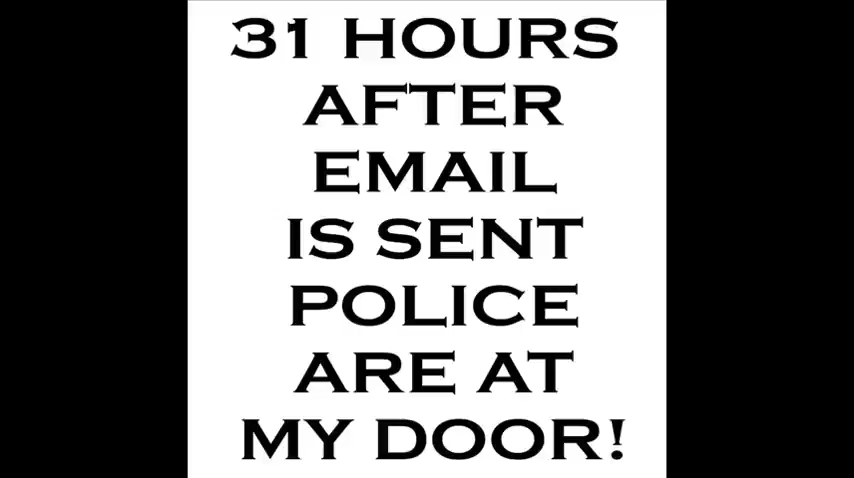 31 HOURS
AFTER
EMAIL
IS SENT
POLICE
ARE AT
MY DOOR!